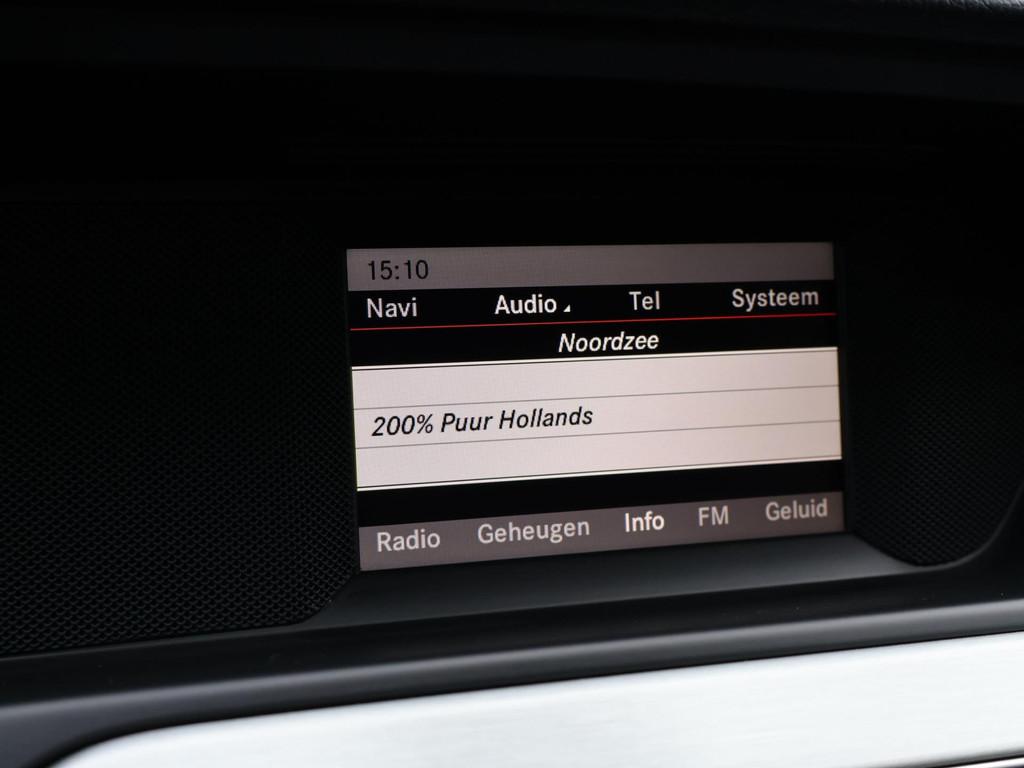 15:10
Navi Audio Tel Systeem
Noordzee
200% Puur Hollands
Radio Geheugen Info FM Geluid